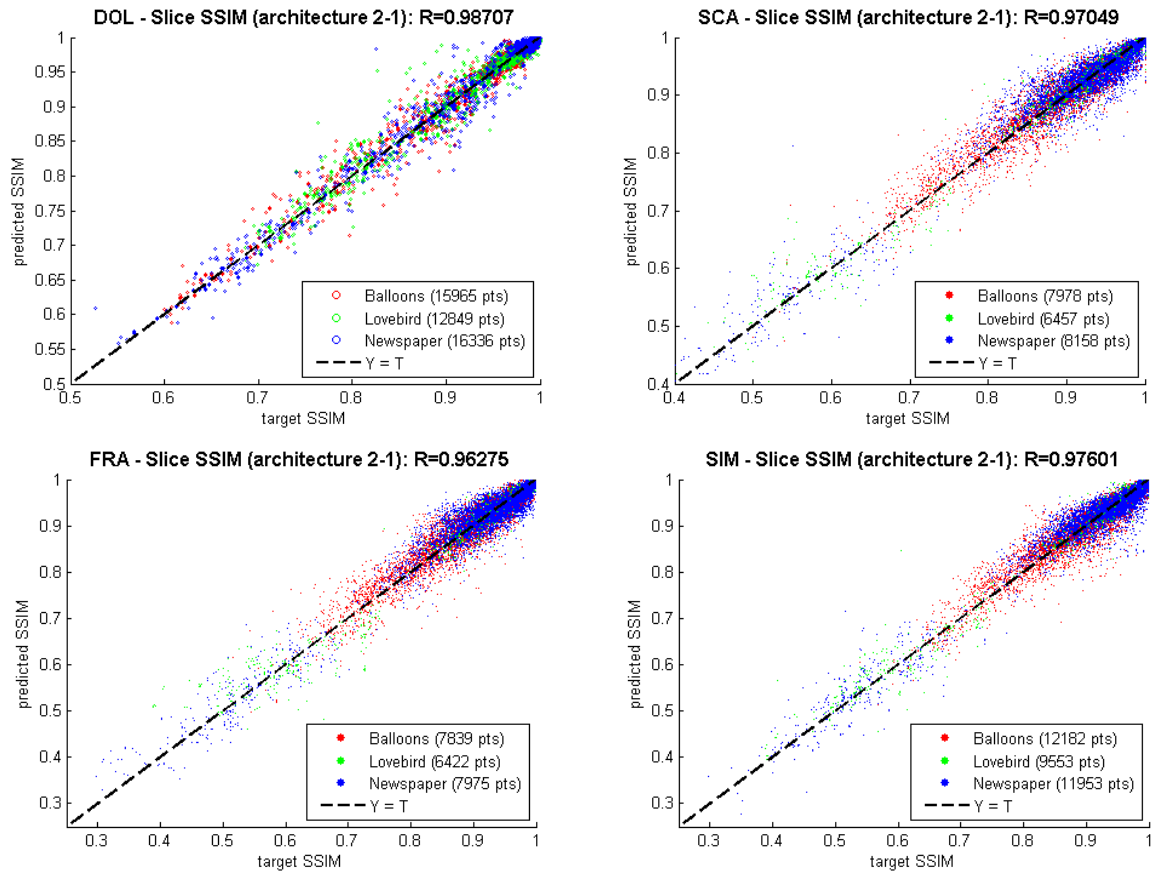 DOL - Slice SSIM (architecture 2-1): R=0.98707
1
0.95
0.9
0.85
0.8
0.75
0.7
0.65
0.6
0.55
0.5
predicted SSIM
Balloons (15965 pts)
Lovebird (12849 pts)
Newspaper (16336 pts)
Y = T
0.5 0.6 0.7 0.8 0.9 1
target SSIM
SCA - Slice SSIM (architecture 2-1): R=0.97049
1
0.9
0.8
0.7
0.6
0.5
0.4
predicted SSIM
Balloons (7978 pts)
Lovebird (6457 pts)
Newspaper (8158 pts)
Y = T
0.4 0.5 0.6 0.7 0.8 0.9 1
target SSIM
FRA - Slice SSIM (architecture 2-1): R=0.96275
1
0.9
0.8
0.7
0.6
0.5
0.4
0.3
predicted SSIM
Balloons (7839 pts)
Lovebird (6422 pts)
Newspaper (7975 pts)
Y = T
0.3 0.4 0.5 0.6 0.7 0.8 0.9 1
target SSIM
SIM - Slice SSIM (architecture 2-1): R=0.97601
1
0.9
0.8
0.7
0.6
0.5
0.4
0.3
predicted SSIM
Balloons (12182 pts)
Lovebird (9553 pts)
Newspaper (11953 pts)
Y = T
0.3 0.4 0.5 0.6 0.7 0.8 0.9 1
target SSIM